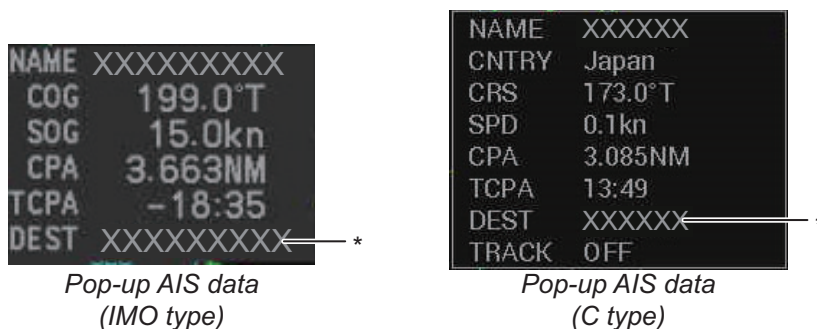 NAME XXXXXXXXX
COG 199.0°T
SOG 15.0kn
CPA 3.663NM
TCPA -18:35
DEST XXXXXXXXX *
Pop-up AIS data
(IMO type)
NAME XXXXXX
CNTRY Japan
CRS 173.0°T
SPD 0.1kn
CPA 3.085NM
TCPA 13:49
DEST XXXXXX
TRACK OFF
Pop-up AIS data
(C type)